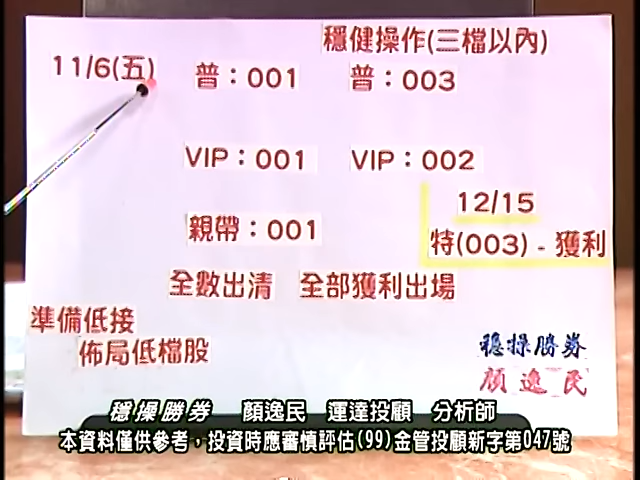 穩健操作(三檔以內)
11/6(五) 普：001 普：003
VIP：001 VIP：002
親帶：001
12/15
特(003) - 獲利
全數出清 全部獲利出場
準備低接
佈局低檔股
穩操勝券
顏逸民
穩操勝券 顏逸民 運達投顧 分析師
本資料僅供參考，投資時應審慎評估(99)金管投顧新字第047號